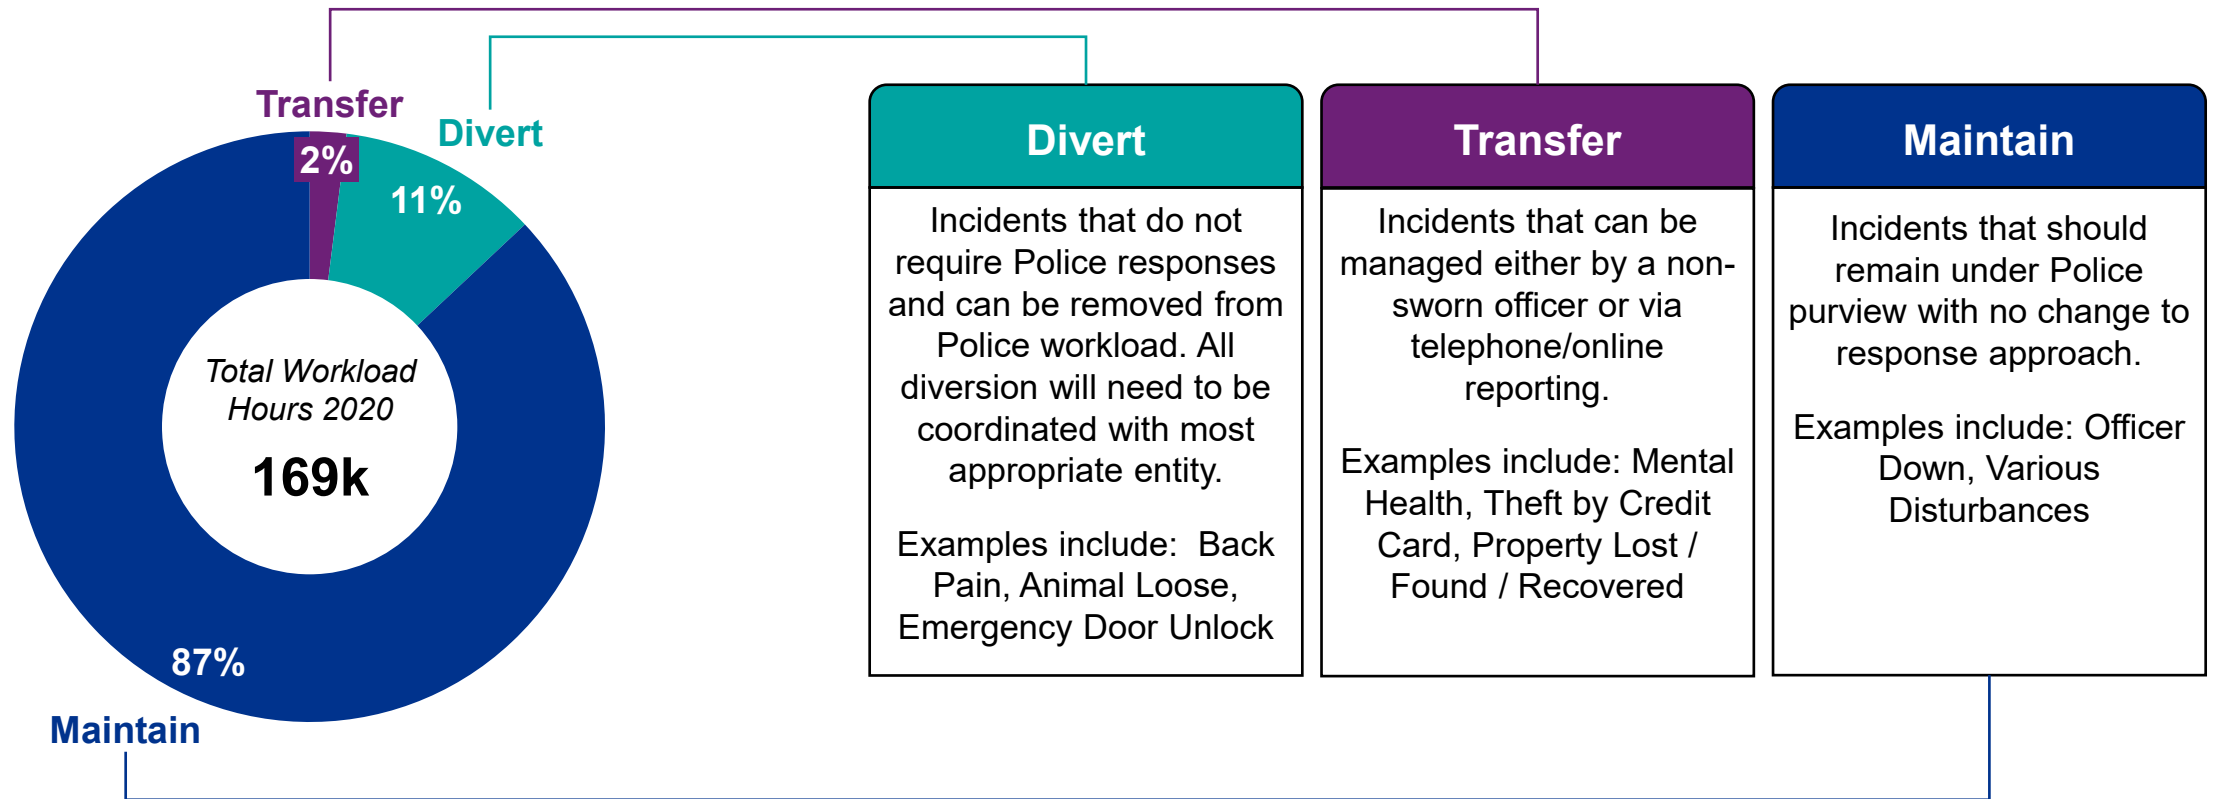 Transfer
Divert
2%
11%
Total Workload
Hours 2020
169k
87%
Maintain
Divert
Incidents that do not
require Police responses
and can be removed from
Police workload. All
diversion will need to be
coordinated with most
appropriate entity.
Examples include:  Back
Pain, Animal Loose,
Emergency Door Unlock
Transfer
Incidents that can be
managed either by a non-
sworn officer or via
telephone/online
reporting.
Examples include: Mental
Health, Theft by Credit
Card, Property Lost /
Found / Recovered
Maintain
Incidents that should
remain under Police
purview with no change to
response approach.
Examples include: Officer
Down, Various
Disturbances